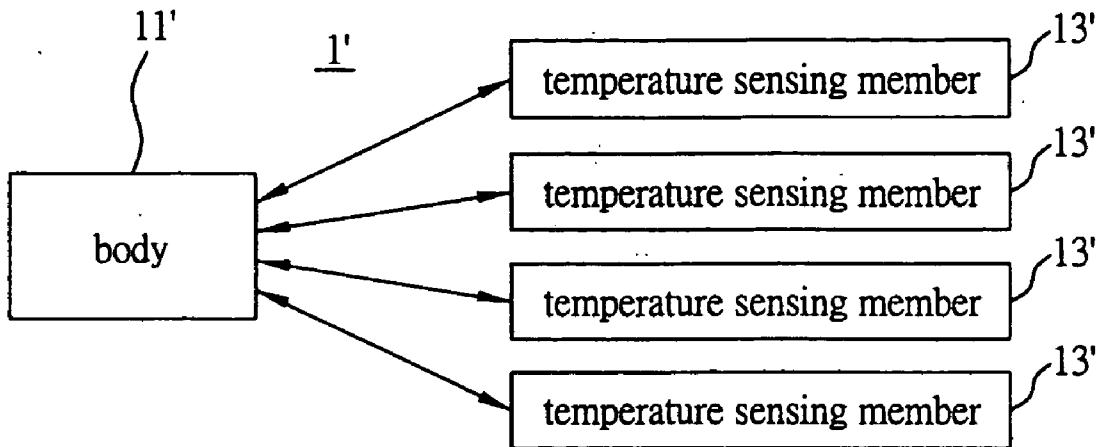 11'
1'
13'
temperature sensing member
13'
temperature sensing member
body
13'
temperature sensing member
13'
temperature sensing member